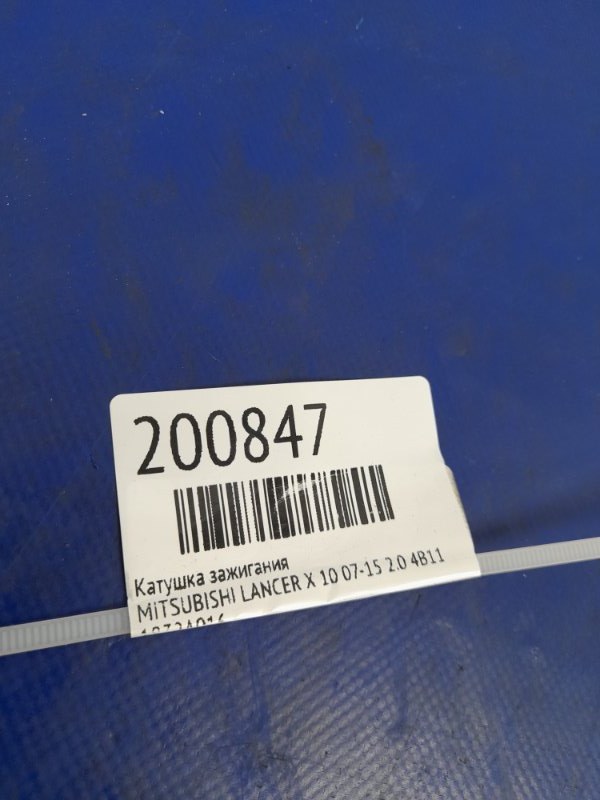 200847
Катушка зажигания
MITSUBISHI LANCER X 10 07-15 2.0 4B11